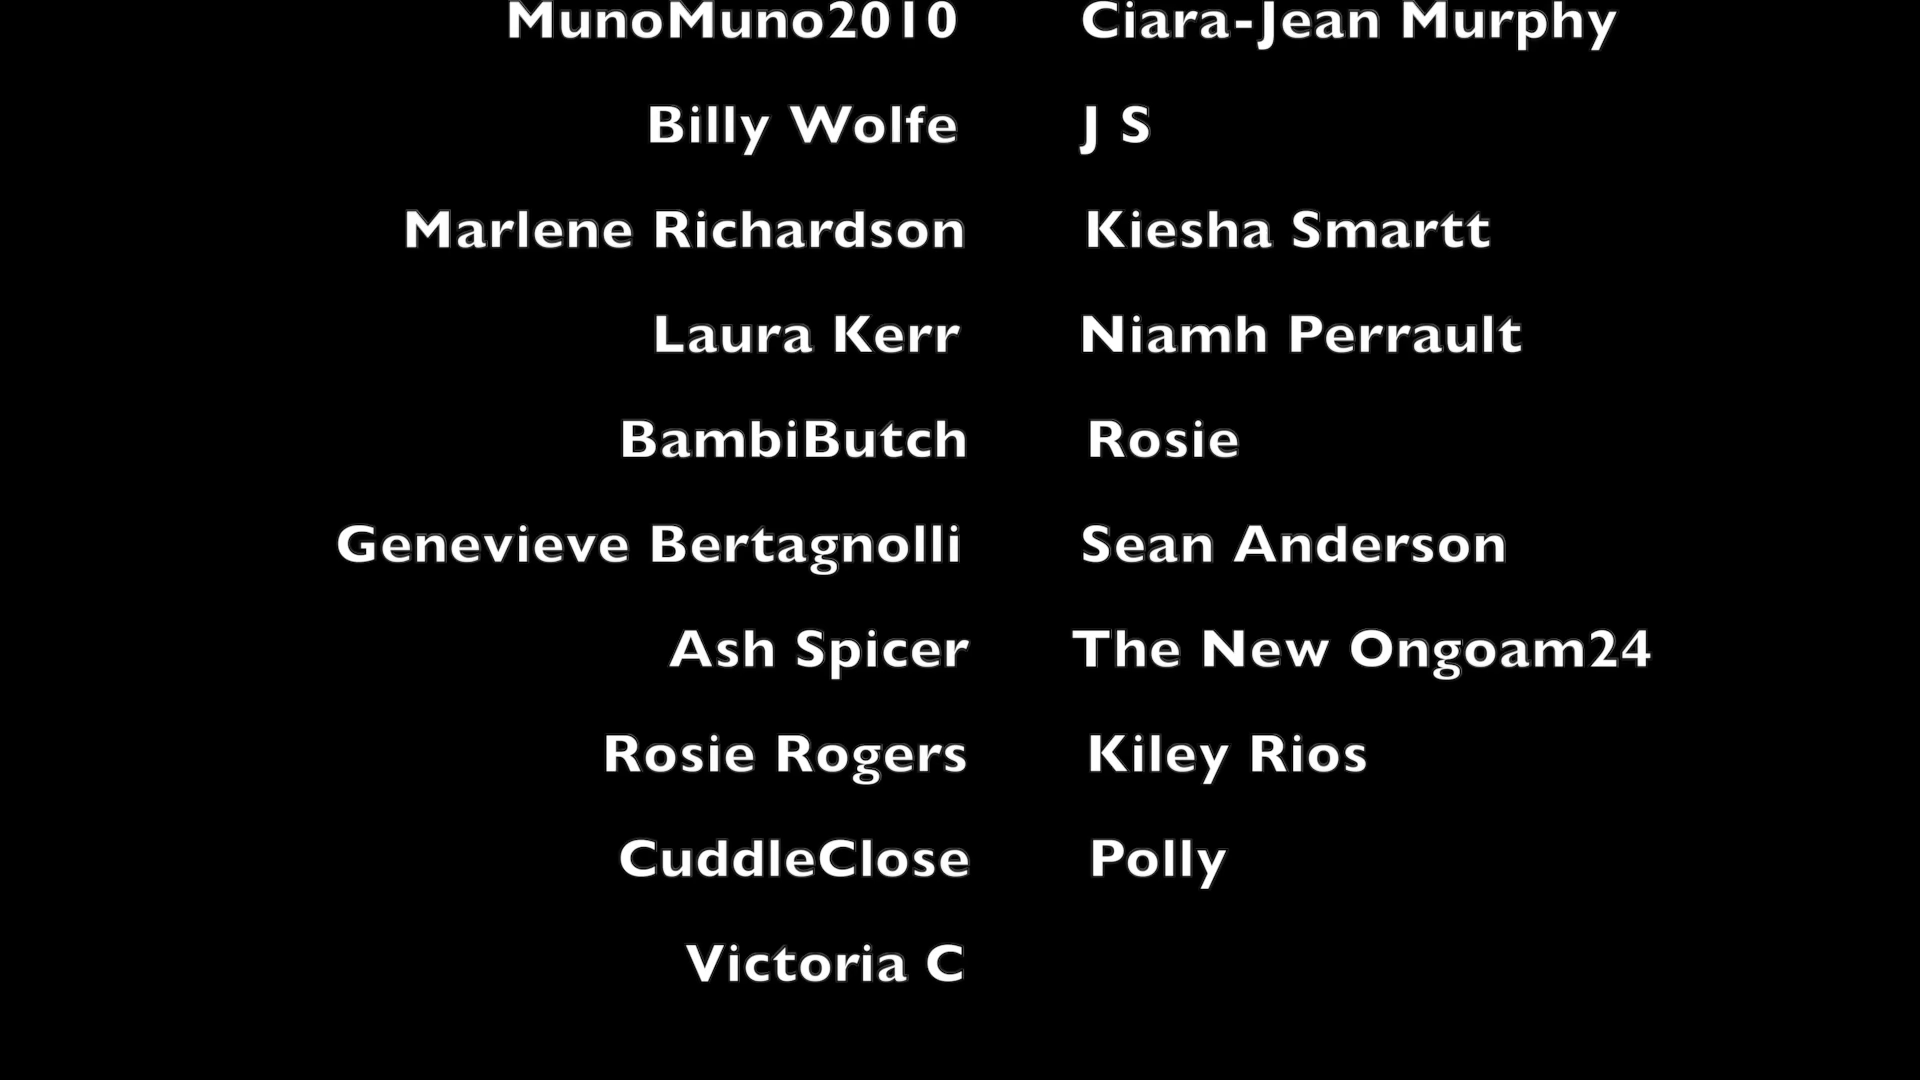 MunoMuno2010 Ciara-Jean Murphy
Billy Wolfe J S
Marlene Richardson Kiesha Smartt
Laura Kerr Niamh Perrault
BambiButch Rosie
Genevieve Bertagnolli Sean Anderson
Ash Spicer The New Ongoam24
Rosie Rogers Kiley Rios
CuddleClose Polly
Victoria C